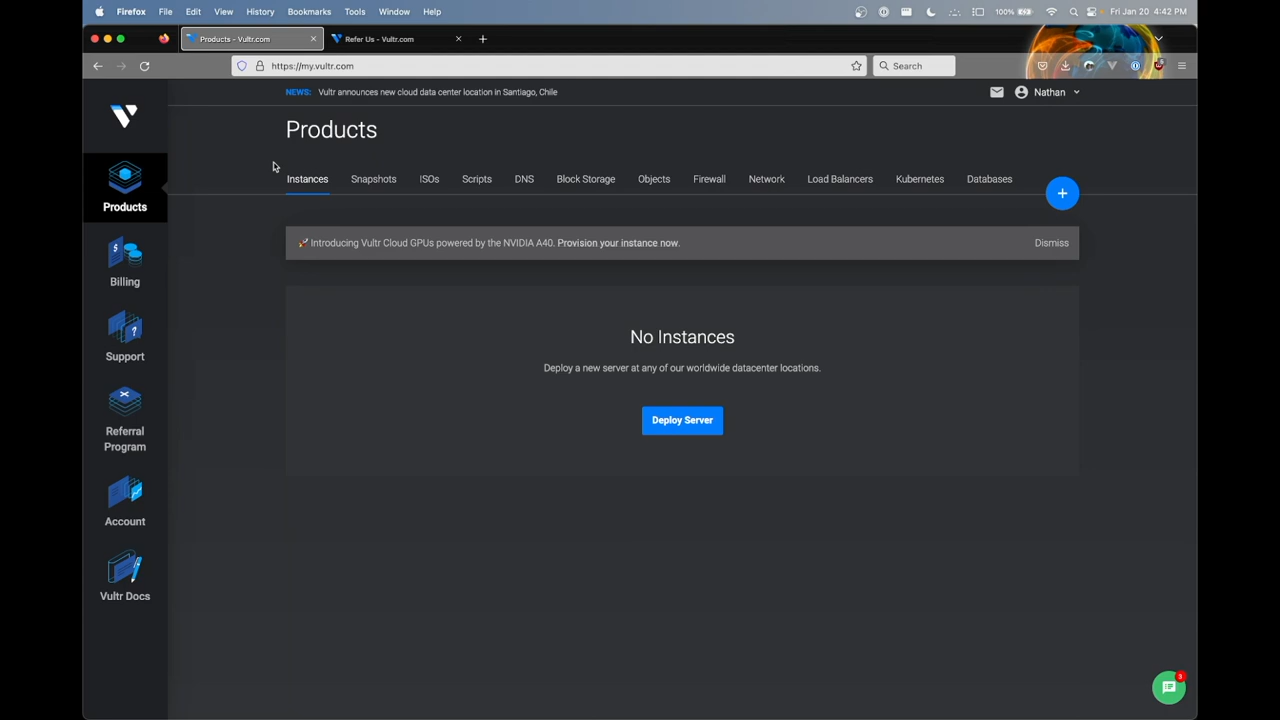 Firefox File Edit View History Bookmarks Tools Window Help 100% Fri Jan 20 4:42 PM
Products - Vultr.com Refer Us - Vultr.com
https://my.vultr.com Search
NEWS: Vultr announces new cloud data center location in Santiago, Chile Nathan
Products
Instances Snapshots ISOs Scripts DNS Block Storage Objects Firewall Network Load Balancers Kubernetes Databases
Products
Introducing Vultr Cloud GPUs powered by the NVIDIA A40. Provision your instance now. Dismiss
Billing
No Instances
Support
Deploy a new server at any of our worldwide datacenter locations.
Deploy Server
Referral
Program
Account
Vultr Docs
3